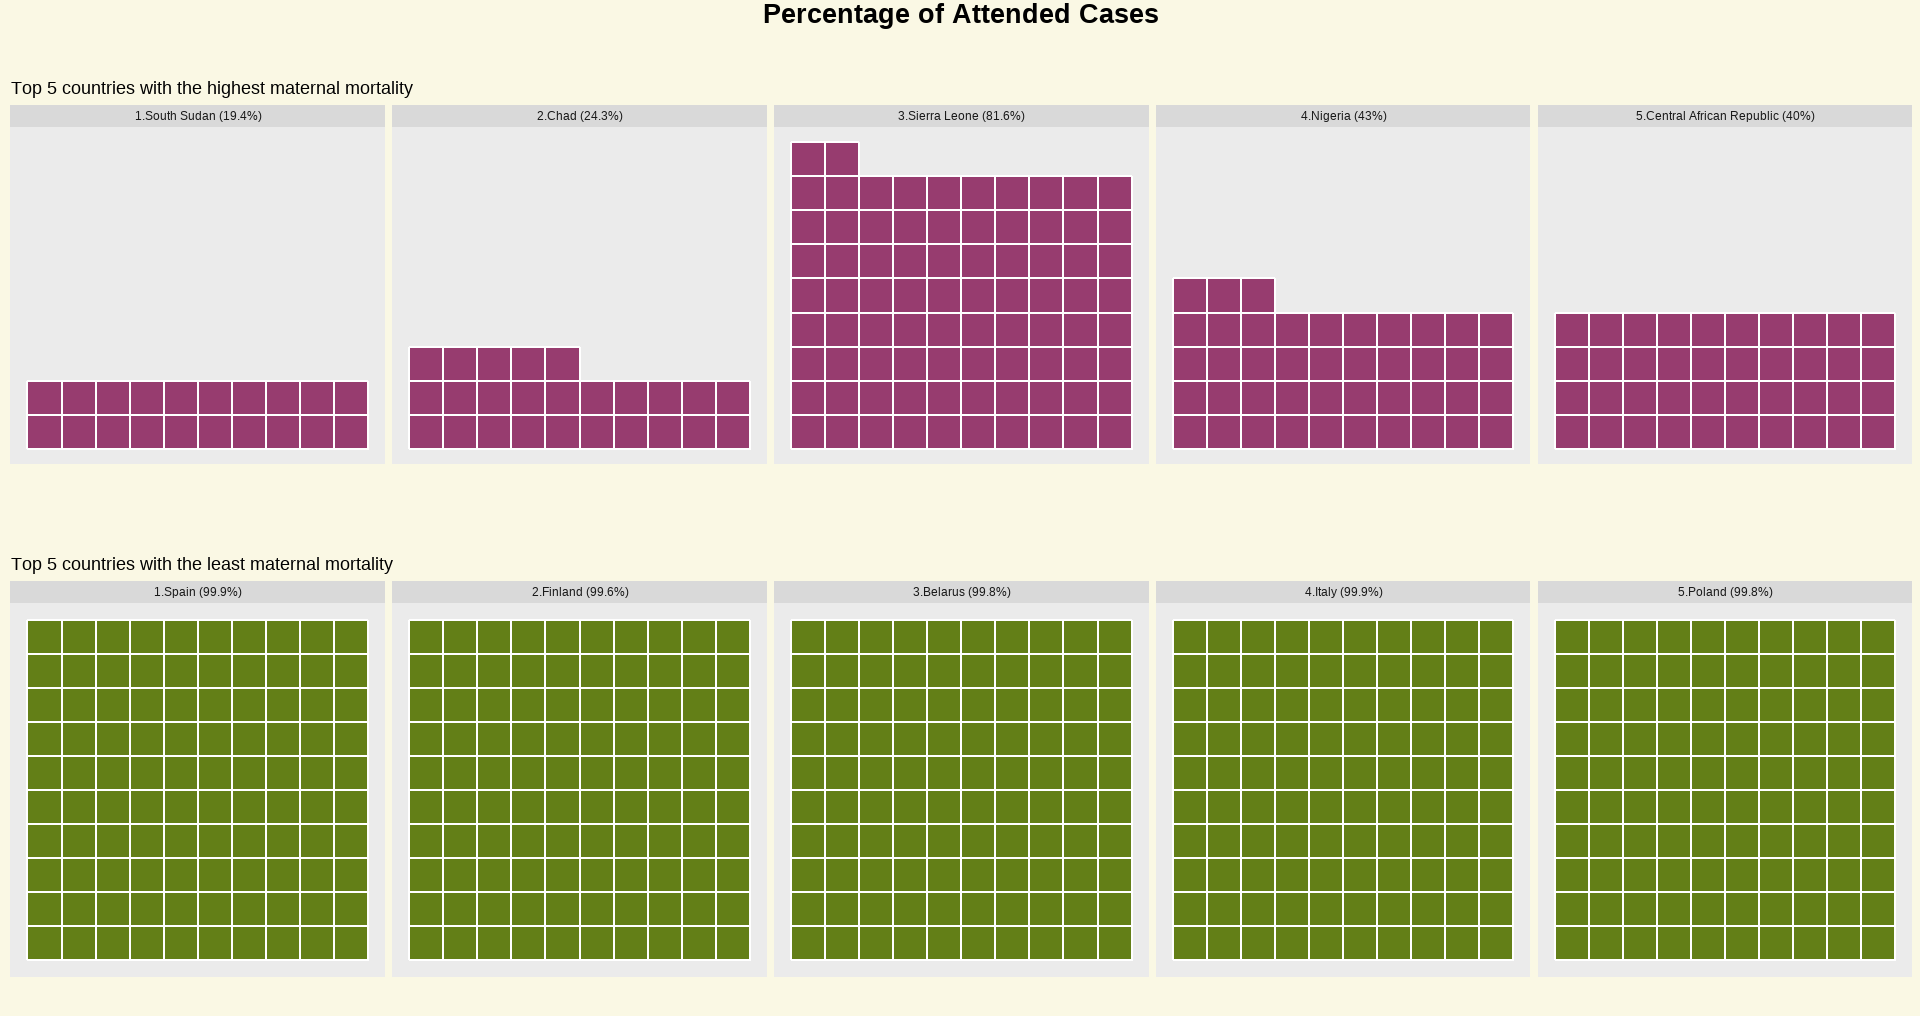 Percentage of Attended Cases
Top 5 countries with the highest maternal mortality
1.South Sudan (19.4%)
2.Chad (24.3%)
3.Sierra Leone (81.6%)
4.Nigeria (43%)
5.Central African Republic (40%)
Top 5 countries with the least maternal mortality
1.Spain (99.9%)
2.Finland (99.6%)
3.Belarus (99.8%)
4.Italy (99.9%)
5.Poland (99.8%)